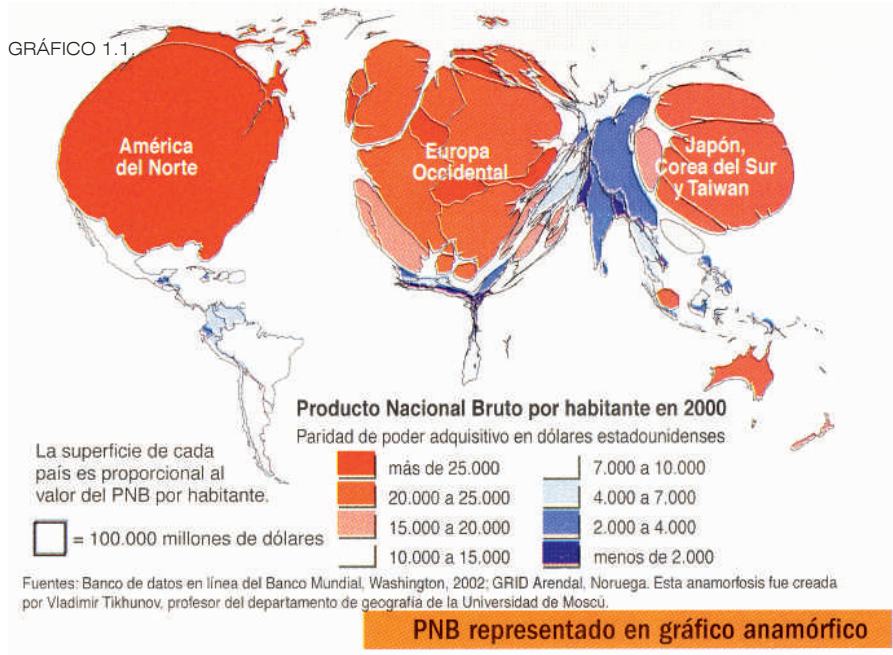 GRÁFICO 1.1.
América
del Norte
Europa
Occidental
Japón,
Corea del Sur
y Taiwan
Producto Nacional Bruto por habitante en 2000
Paridad de poder adquisitivo en dólares estadounidenses
La superficie de cada
país es proporcional al
valor del PNB por habitante.
= 100.000 millones de dólares
más de 25.000
20.000 a 25.000
15.000 a 20.000
10.000 a 15.000
7.000 a 10.000
4.000 a 7.000
2.000 a 4.000
menos de 2.000
Fuentes: Banco de datos en línea del Banco Mundial, Washington, 2002; GRID Arendal, Noruega. Esta anamorfosis fue creada
por Vladimir Tikhunov, profesor del departamento de geografía de la Universidad de Moscú.
PNB representado en gráfico anamórfico